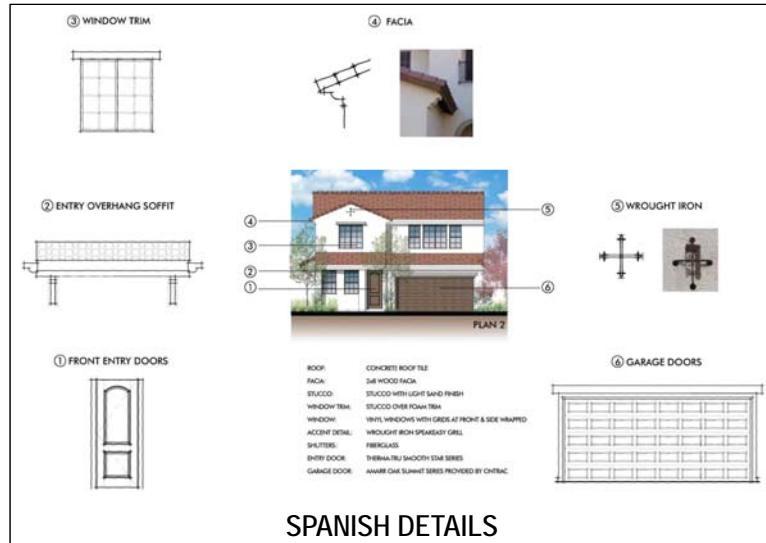 ③ WINDOW TRIM
④ FACIA
② ENTRY OVERHANG SOFFIT
④
③
②
①
⑤
⑥
PLAN 2
⑤ WROUGHT IRON
① FRONT ENTRY DOORS
⑥ GARAGE DOORS
ROOF: CONCRETE ROOF TILE
FACIA: 2x8 WOOD FACIA
STUCCO: STUCCO WITH LIGHT SAND FINISH
WINDOW TRIM: STUCCO OVER FOAM TRIM
WINDOW: VINYL WINDOWS WITH GRIDS AT FRONT & SIDE WRAPPED
ACCENT DETAIL: WROUGHT IRON SPEAKEASY GRILL
SHUTTERS: FIBERGLASS
ENTRY DOOR: THERMA-TRU SMOOTH STAR SERIES
GARAGE DOOR: AMARR OAK SUMMIT SERIES PROVIDED BY ONTRAC
SPANISH DETAILS